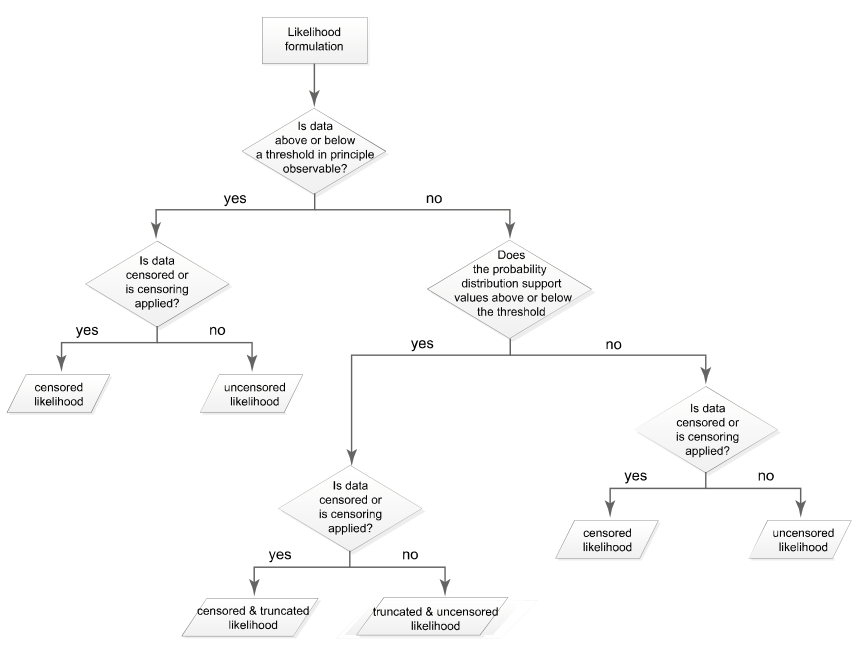 Likelihood
formulation
Is data
above or below
a threshold in principle
observable?
yes
no
Is data
censored or
is censoring
applied?
Does
the probability
distribution support
values above or below
the threshold
yes
no
censored
likelihood
uncensored
likelihood
yes
no
Is data
censored or
is censoring
applied?
yes
no
censored
likelihood
uncensored
likelihood
Is data
censored or
is censoring
applied?
yes
no
censored & truncated
likelihood
truncated & uncensored
likelihood